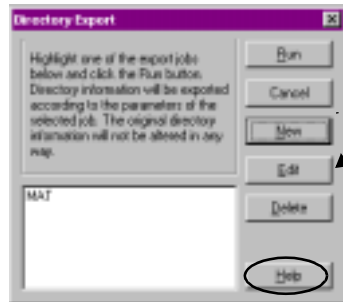 Directory Export
Highlight one of the export jobs
below and click the Run button.
Directory information will be exported
according to the parameters of the
selected job. The original directory
information will not be altered in any
way.
Run
Cancel
New
Edit
Delete
Help
MAT